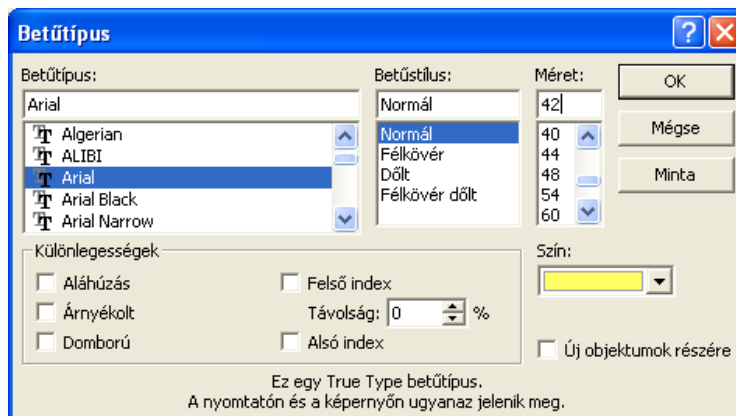 Betűtípus
Betűtípus:
Arial
Algerian
ALIBI
Arial
Arial Black
Arial Narrow
Betűstílus:
Normál
Normál
Félkövér
Dőlt
Félkövér dőlt
Méret:
42
40
44
48
54
60
OK
Mégse
Minta
Különlegességek
Aláhúzás
Árnyékolt
Domború
Felső index
Távolság: 0 %
Alsó index
Szín:
Új objektumok részére
Ez egy True Type betűtípus.
A nyomtatón és a képernyőn ugyanaz jelenik meg.